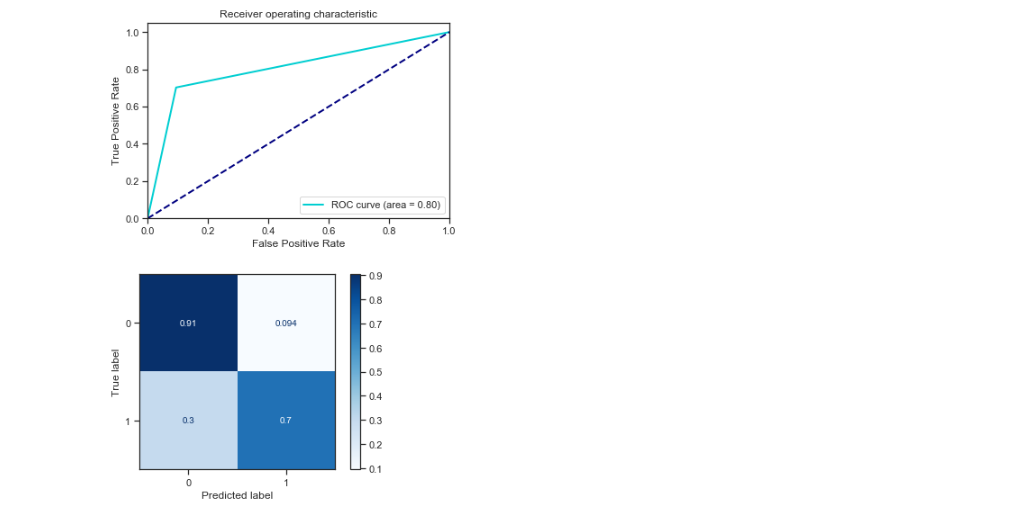 Receiver operating characteristic
1.0
0.8
0.6
0.4
0.2
0.0
True Positive Rate
ROC curve (area = 0.80)
0.0 0.2 0.4 0.6 0.8 1.0
False Positive Rate
0.91 0.094
0.3 0.7
0
1
True label
0 1
Predicted label
0.9
0.8
0.7
0.6
0.5
0.4
0.3
0.2
0.1